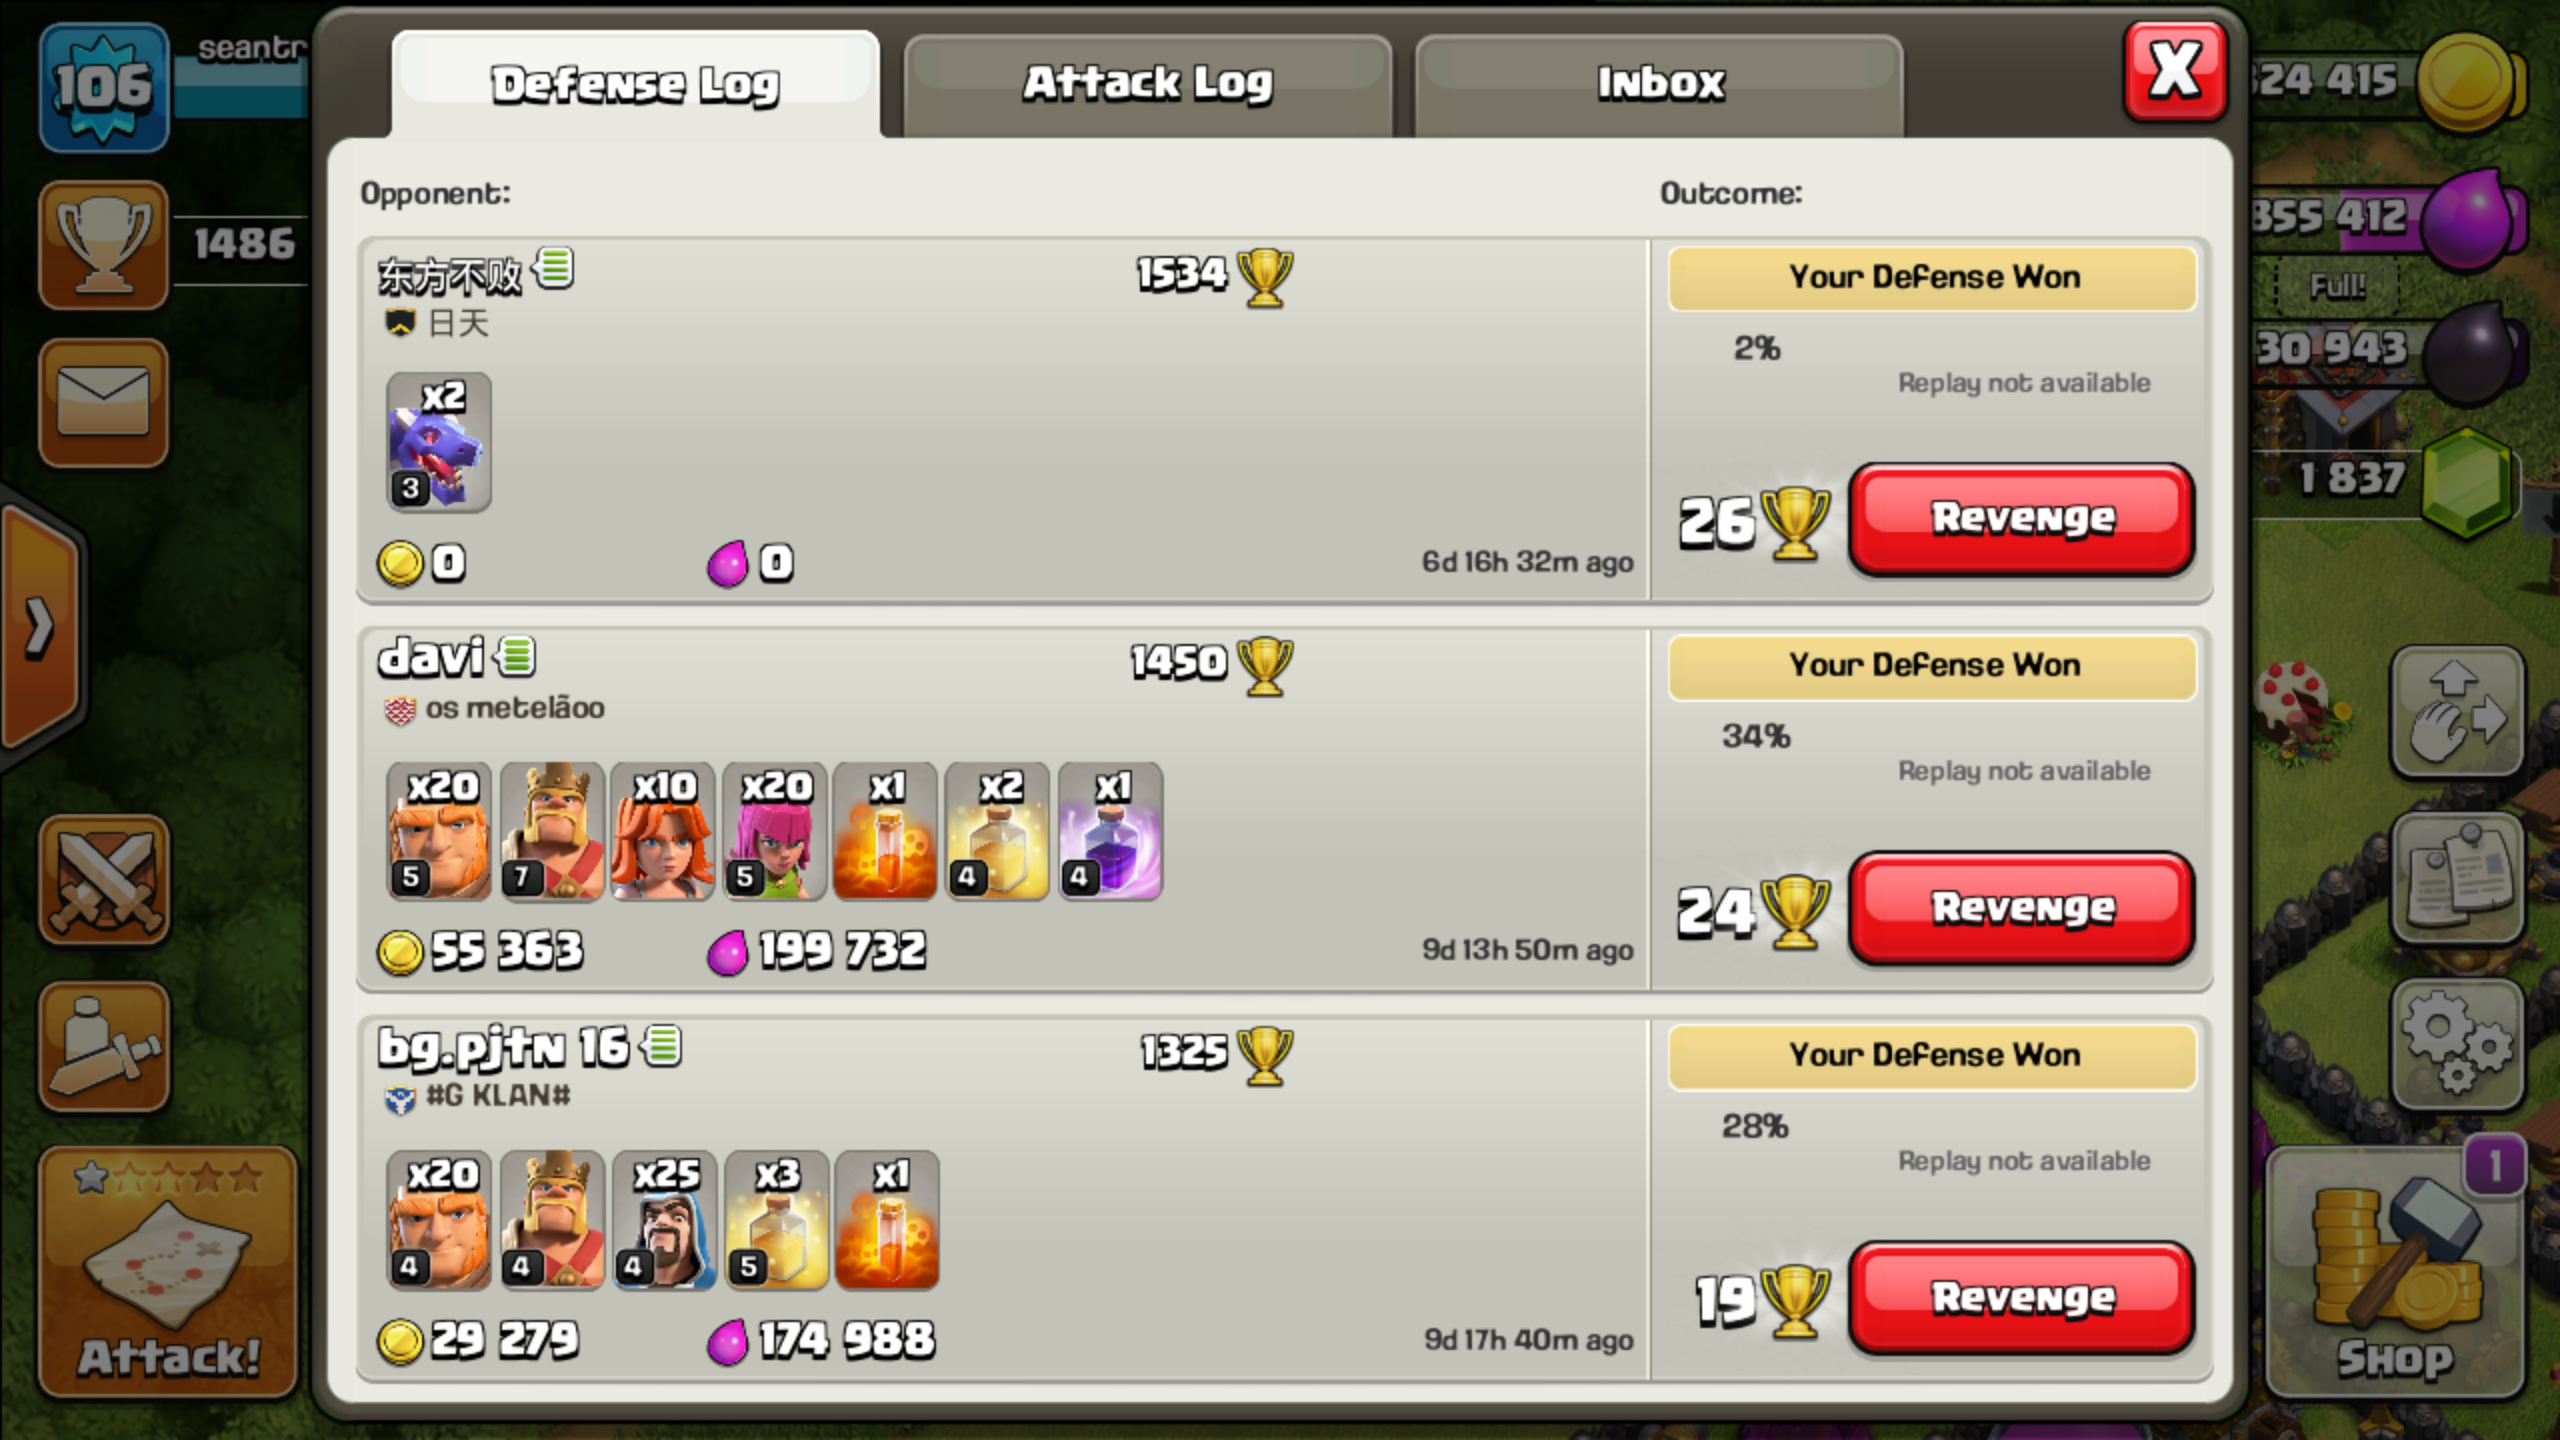 106
seantr
1486
Defense Log
Attack Log
Inbox
X
24 415
355 412
Full!
30 943
1 837
Opponent:
Outcome:
东方不败
日天
1534
x2
3
0
0
6d 16h 32m ago
Your Defense Won
2%
Replay not available
26
Revenge
davi
os metelãoo
1450
x20
5
7
x10
x20
5
x1
x2
4
x1
4
55 363
199 732
9d 13h 50m ago
Your Defense Won
34%
Replay not available
24
Revenge
bg.pjtn 16
#G KLAN#
1325
x20
4
4
x25
4
x3
5
x1
29 279
174 988
9d 17h 40m ago
Your Defense Won
28%
Replay not available
19
Revenge
Attack!
1
Shop